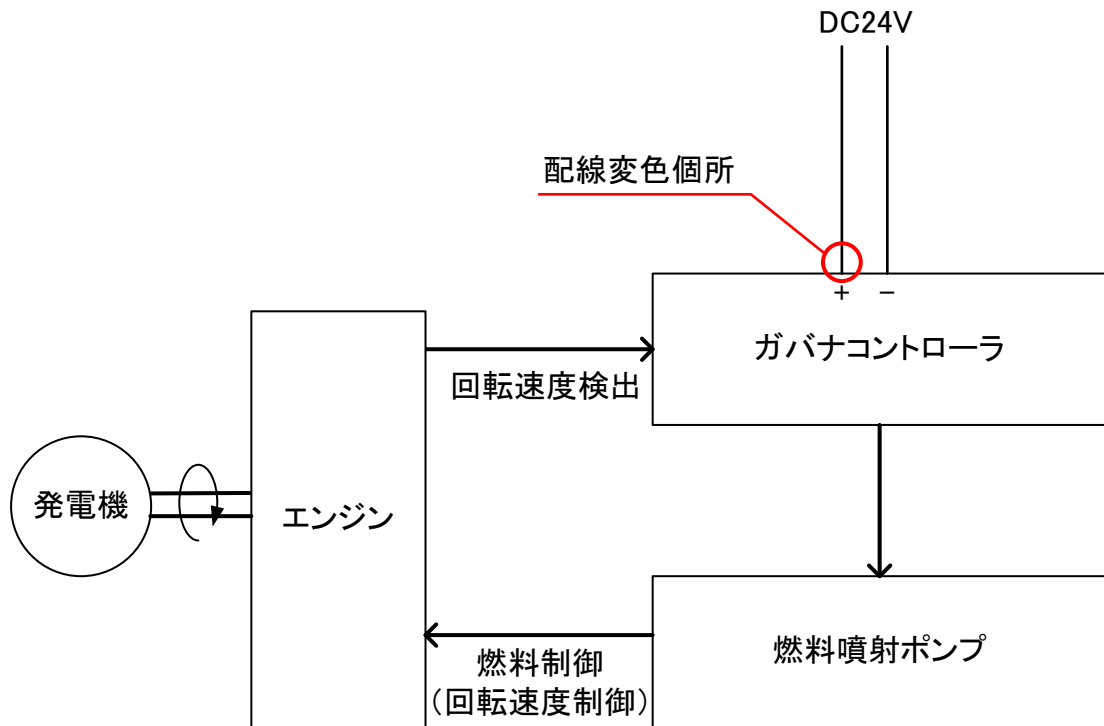 DC24V
配線変色個所
+ −
ガバナコントローラ
回転速度検出
発電機
エンジン
燃料噴射ポンプ
燃料制御
(回転速度制御)